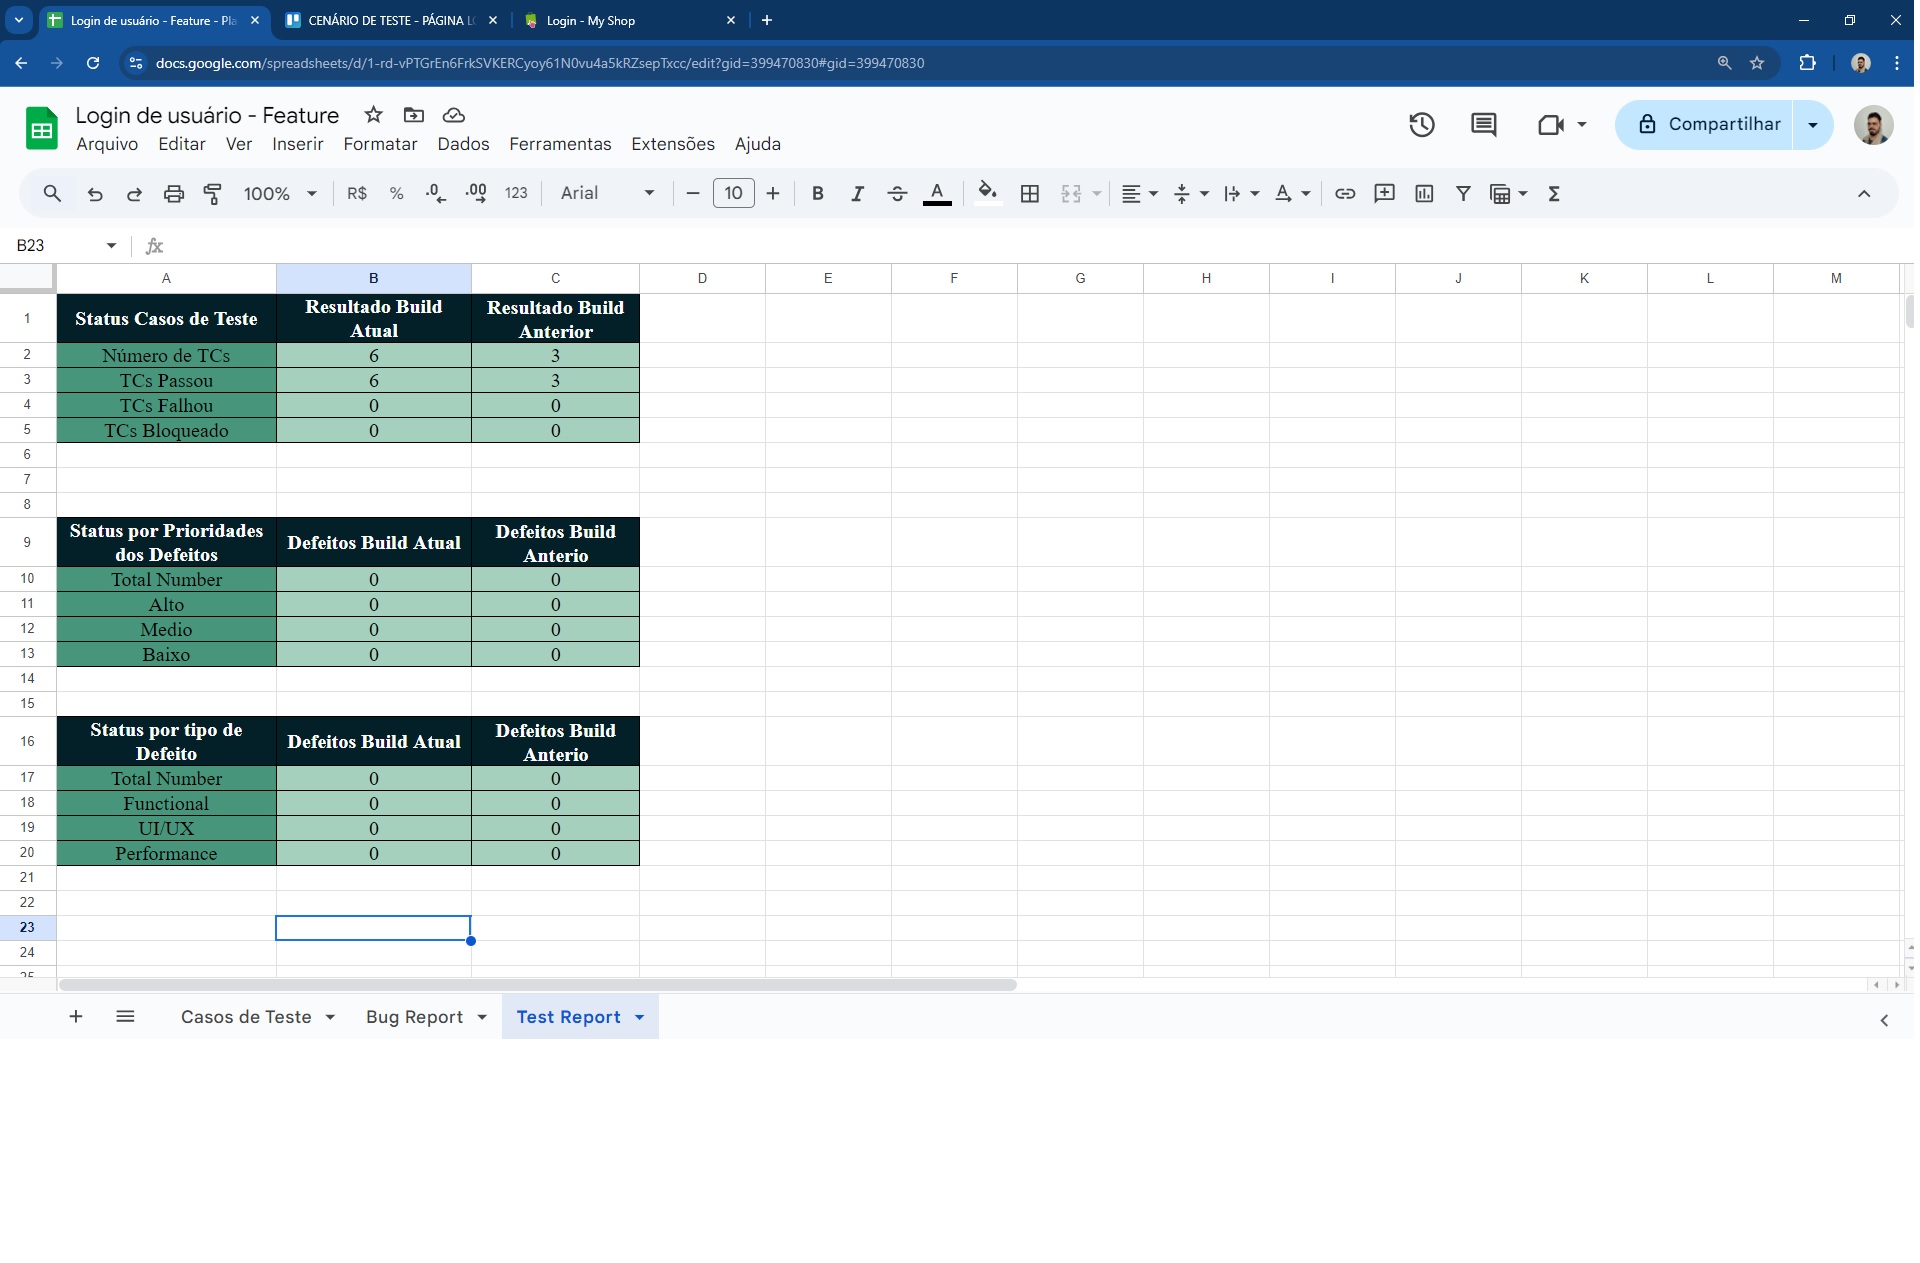 Login de usuário - Feature - Pla
CENÁRIO DE TESTE - PÁGINA LO
Login - My Shop
docs.google.com/spreadsheets/d/1-rd-vPTGrEn6FrkSVKERCyoy61N0vu4a5kRZsepTxcc/edit?gid=399470830#gid=399470830
Login de usuário - Feature
Arquivo Editar Ver Inserir Formatar Dados Ferramentas Extensões Ajuda
Compartilhar
100% R$ % .0 .00 123 Arial 10 B I A A
B23 fx
A B C D E F G H I J K L M
1 Status Casos de Teste Resultado Build Atual Resultado Build Anterior
2 Número de TCs 6 3
3 TCs Passou 6 3
4 TCs Falhou 0 0
5 TCs Bloqueado 0 0
6
7
8
9 Status por Prioridades dos Defeitos Defeitos Build Atual Defeitos Build Anterio
10 Total Number 0 0
11 Alto 0 0
12 Medio 0 0
13 Baixo 0 0
14
15
16 Status por tipo de Defeito Defeitos Build Atual Defeitos Build Anterio
17 Total Number 0 0
18 Functional 0 0
19 UI/UX 0 0
20 Performance 0 0
21
22
23
24
25
Casos de Teste Bug Report Test Report